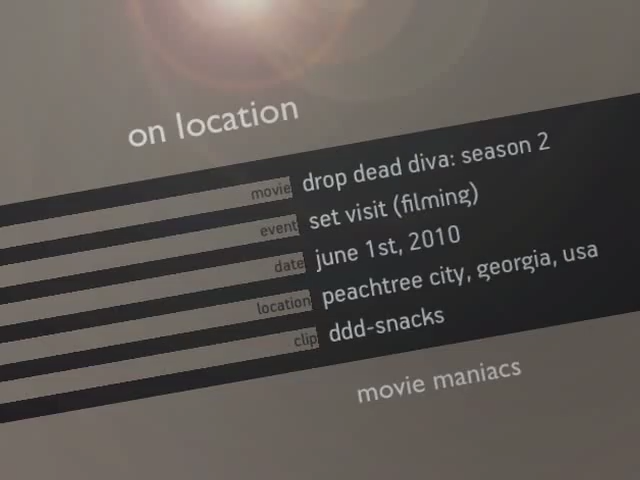 on location
movie drop dead diva: season 2
event set visit (filming)
date june 1st, 2010
location peachtree city, georgia, usa
clip ddd-snacks
movie maniacs